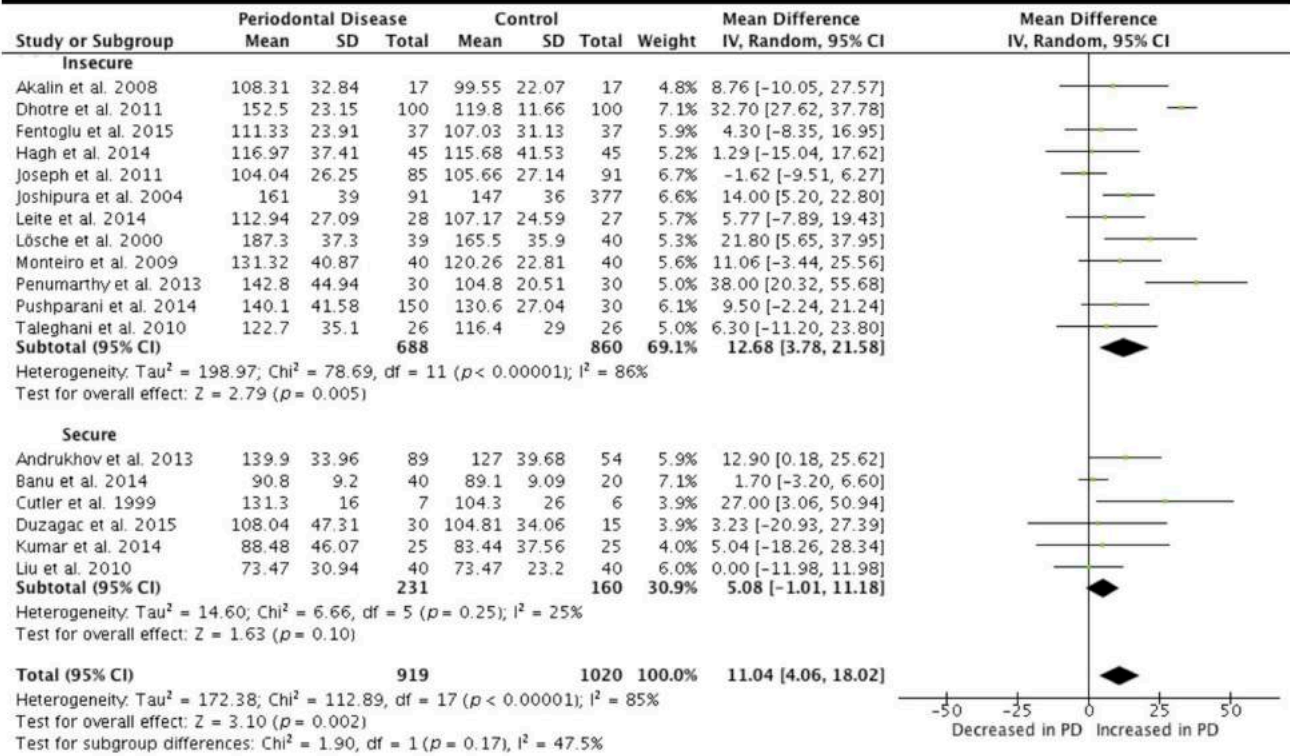 Periodontal Disease Control Mean Difference Mean Difference
Study or Subgroup Mean SD Total Mean SD Total Weight IV, Random, 95% CI IV, Random, 95% CI
Insecure
Akalin et al. 2008 108.31 32.84 17 99.55 22.07 17 4.8% 8.76 [-10.05, 27.57]
Dhotre et al. 2011 152.5 23.15 100 119.8 11.66 100 7.1% 32.70 [27.62, 37.78]
Fentoglu et al. 2015 111.33 23.91 37 107.03 31.13 37 5.9% 4.30 [-8.35, 16.95]
Hagh et al. 2014 116.97 37.41 45 115.68 41.53 45 5.2% 1.29 [-15.04, 17.62]
Joseph et al. 2011 104.04 26.25 85 105.66 27.14 91 6.7% -1.62 [-9.51, 6.27]
Joshipura et al. 2004 161 39 91 147 36 377 6.6% 14.00 [5.20, 22.80]
Leite et al. 2014 112.94 27.09 28 107.17 24.59 27 5.7% 5.77 [-7.89, 19.43]
Lösche et al. 2000 187.3 37.3 39 165.5 35.9 40 5.3% 21.80 [5.65, 37.95]
Monteiro et al. 2009 131.32 40.87 40 120.26 22.81 40 5.6% 11.06 [-3.44, 25.56]
Penumarthy et al. 2013 142.8 44.94 30 104.8 20.51 30 5.0% 38.00 [20.32, 55.68]
Pushparani et al. 2014 140.1 41.58 150 130.6 27.04 30 6.1% 9.50 [-2.24, 21.24]
Taleghani et al. 2010 122.7 35.1 26 116.4 29 26 5.0% 6.30 [-11.20, 23.80]
Subtotal (95% CI) 688 860 69.1% 12.68 [3.78, 21.58]
Heterogeneity: Tau² = 198.97; Chi² = 78.69, df = 11 (p < 0.00001); I² = 86%
Test for overall effect: Z = 2.79 (p = 0.005)
Secure
Andrukhov et al. 2013 139.9 33.96 89 127 39.68 54 5.9% 12.90 [0.18, 25.62]
Banu et al. 2014 90.8 9.2 40 89.1 9.09 20 7.1% 1.70 [-3.20, 6.60]
Cutler et al. 1999 131.3 16 7 104.3 26 6 3.9% 27.00 [3.06, 50.94]
Duzagac et al. 2015 108.04 47.31 30 104.81 34.06 15 3.9% 3.23 [-20.93, 27.39]
Kumar et al. 2014 88.48 46.07 25 83.44 37.56 25 4.0% 5.04 [-18.26, 28.34]
Liu et al. 2010 73.47 30.94 40 73.47 23.2 40 6.0% 0.00 [-11.98, 11.98]
Subtotal (95% CI) 231 160 30.9% 5.08 [-1.01, 11.18]
Heterogeneity: Tau² = 14.60; Chi² = 6.66, df = 5 (p = 0.25); I² = 25%
Test for overall effect: Z = 1.63 (p = 0.10)
Total (95% CI) 919 1020 100.0% 11.04 [4.06, 18.02]
Heterogeneity: Tau² = 172.38; Chi² = 112.89, df = 17 (p < 0.00001); I² = 85%
Test for overall effect: Z = 3.10 (p = 0.002)
Test for subgroup differences: Chi² = 1.90, df = 1 (p = 0.17), I² = 47.5%
-50 -25 0 25 50
Decreased in PD Increased in PD